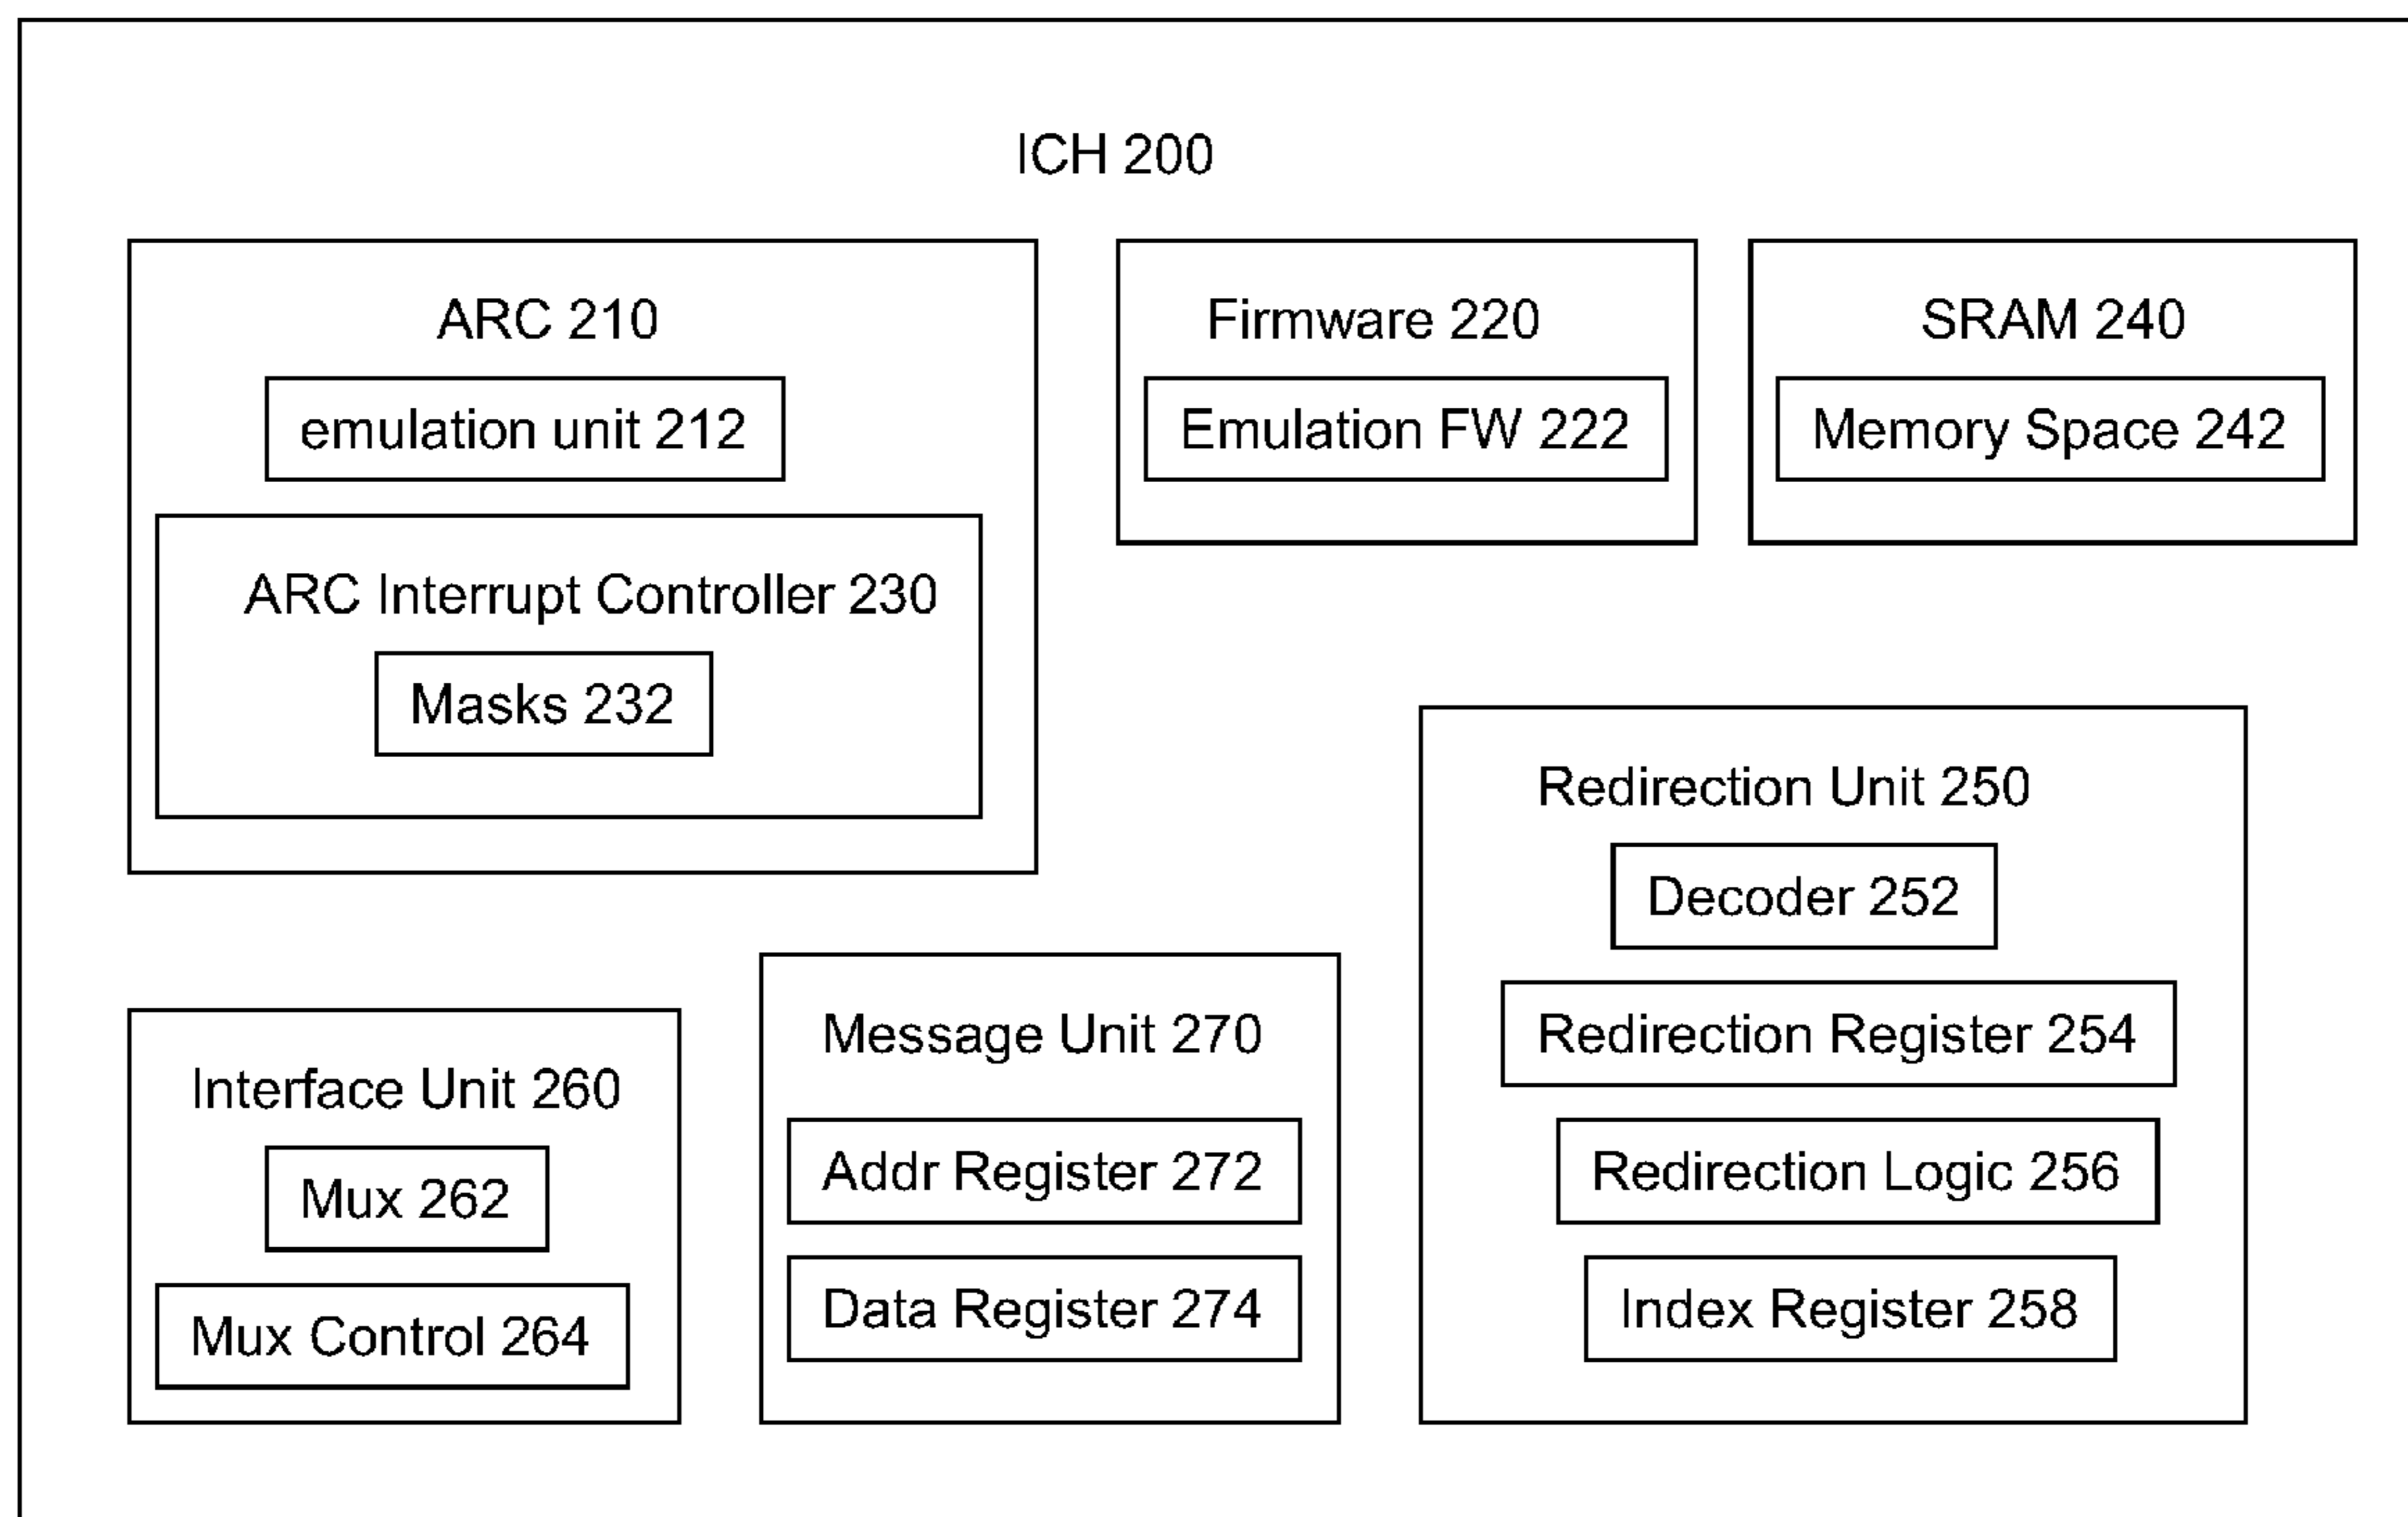 ICH 200
ARC 210
emulation unit 212
ARC Interrupt Controller 230
Masks 232
Firmware 220
Emulation FW 222
SRAM 240
Memory Space 242
Interface Unit 260
Mux 262
Mux Control 264
Message Unit 270
Addr Register 272
Data Register 274
Redirection Unit 250
Decoder 252
Redirection Register 254
Redirection Logic 256
Index Register 258